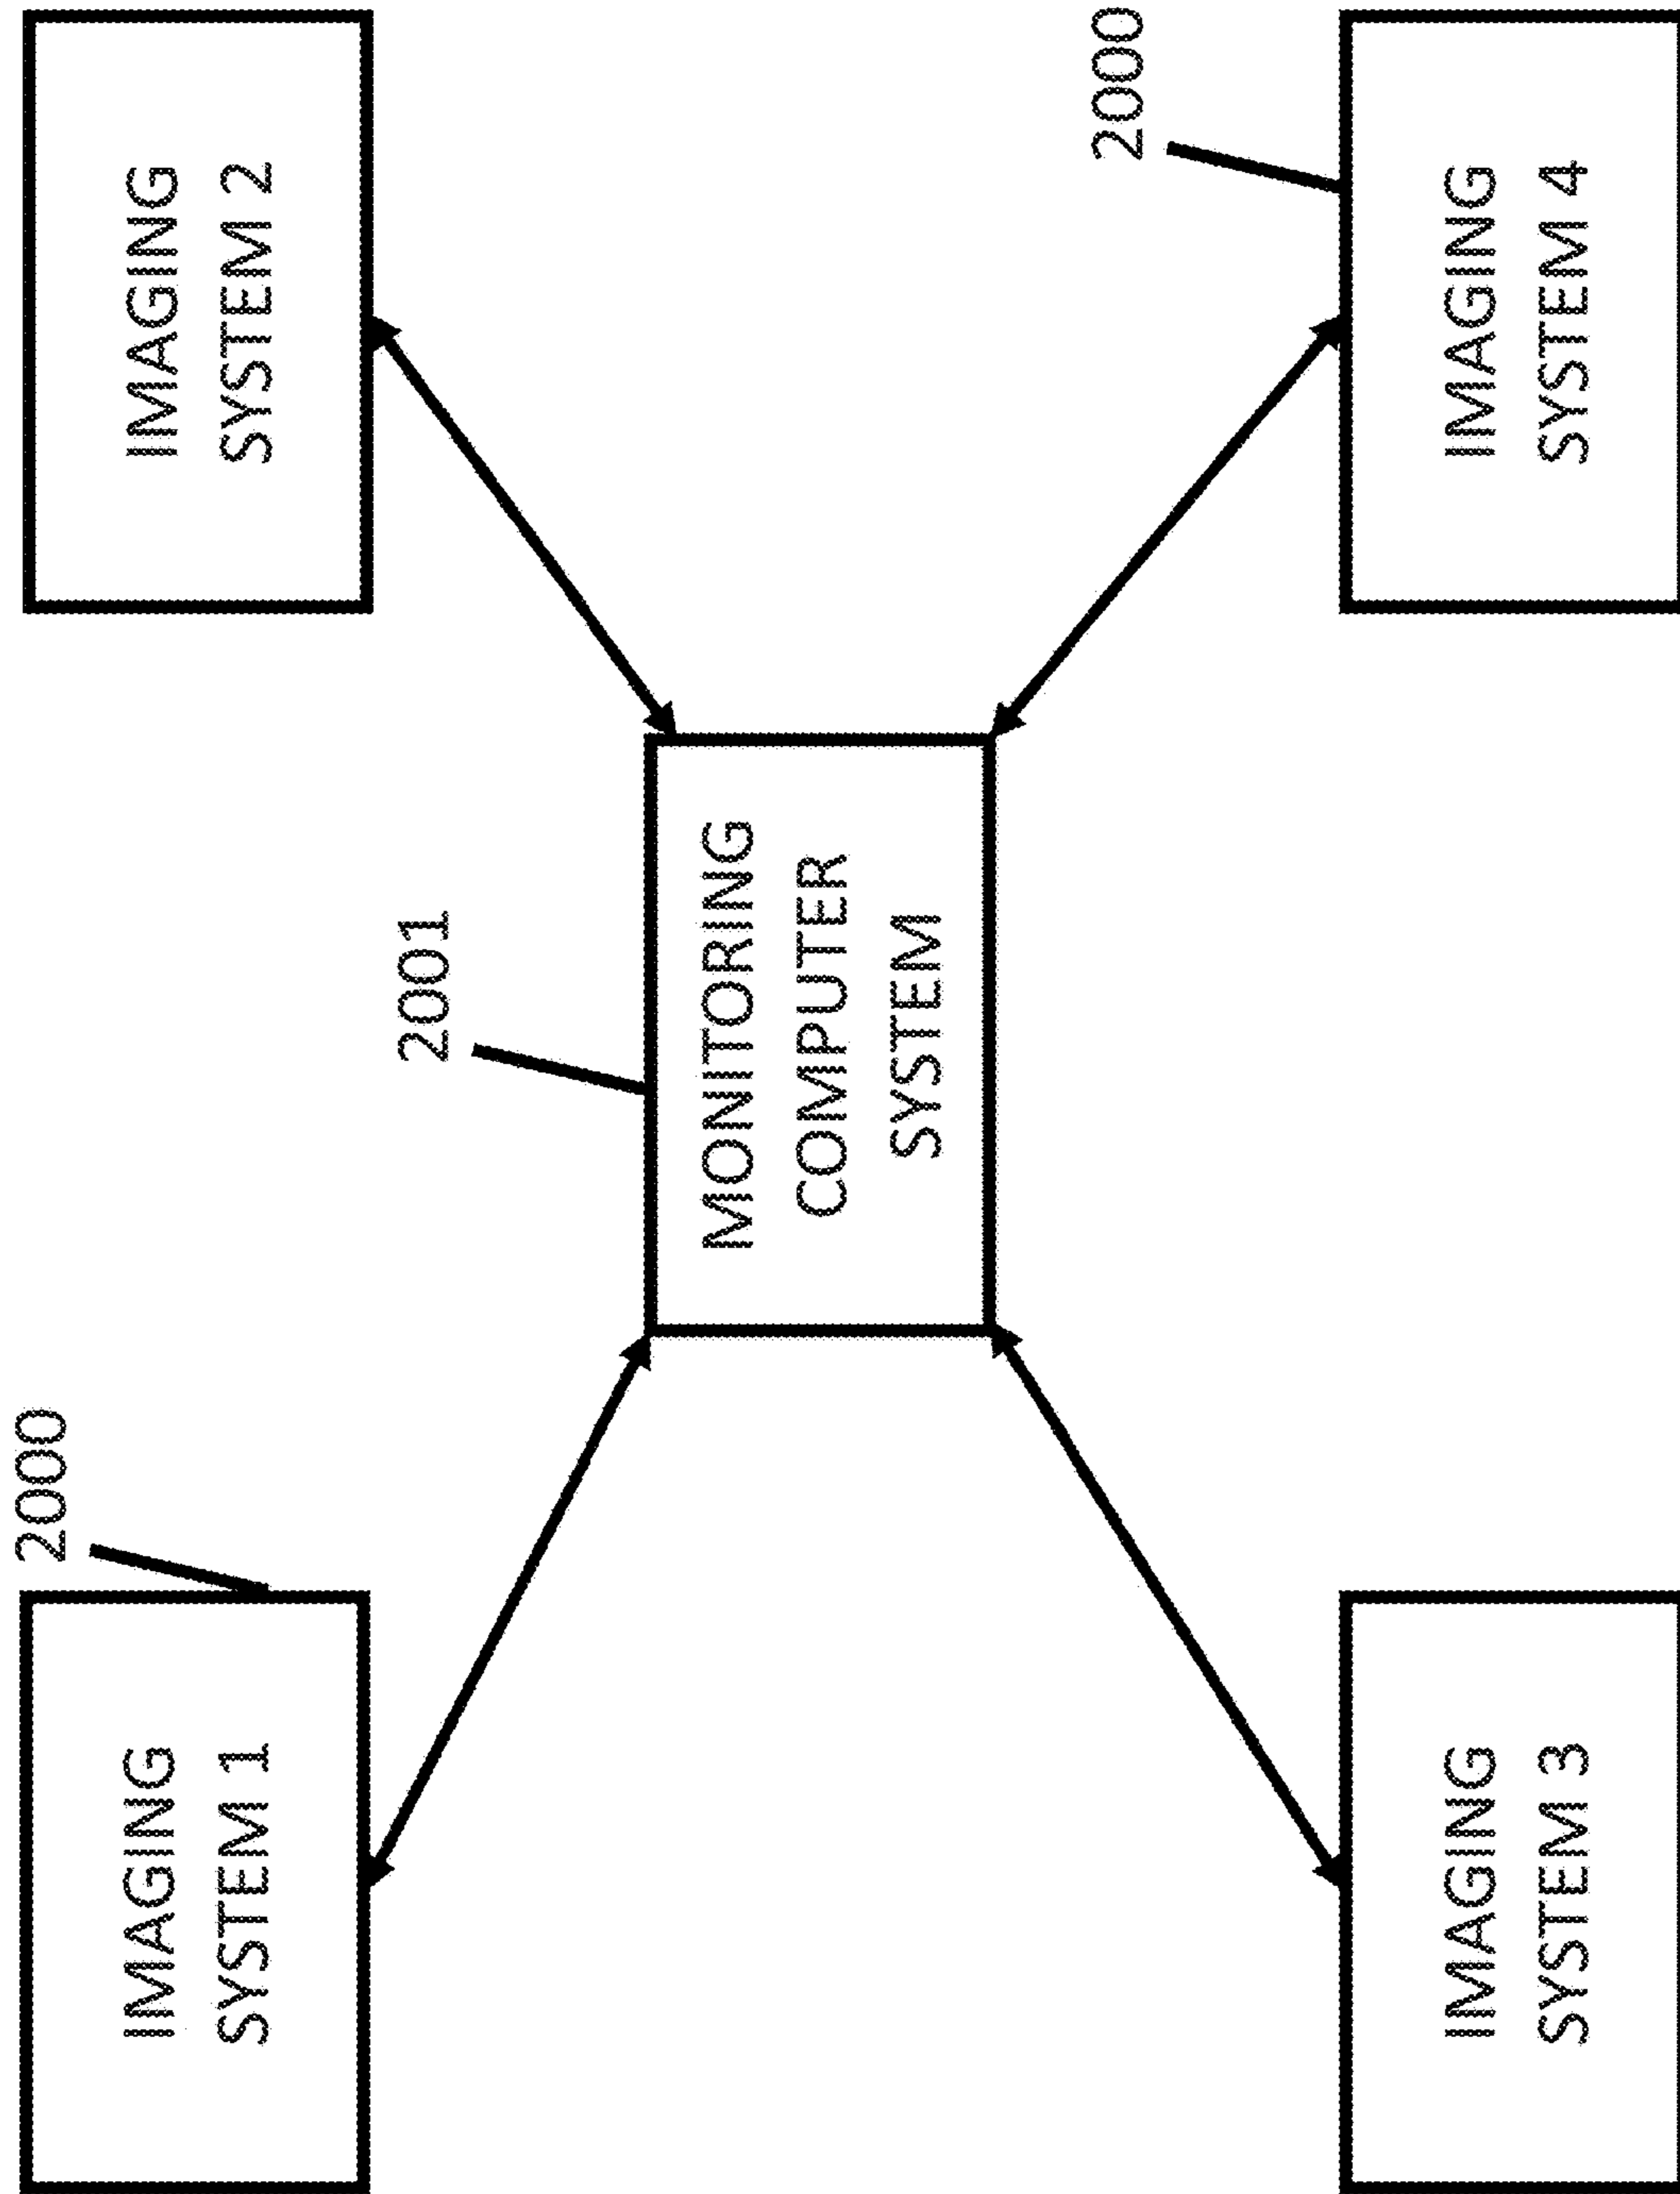 2000
IMAGING
SYSTEM 1
IMAGING
SYSTEM 2
2001
MONITORING
COMPUTER
SYSTEM
2000
IMAGING
SYSTEM 3
IMAGING
SYSTEM 4